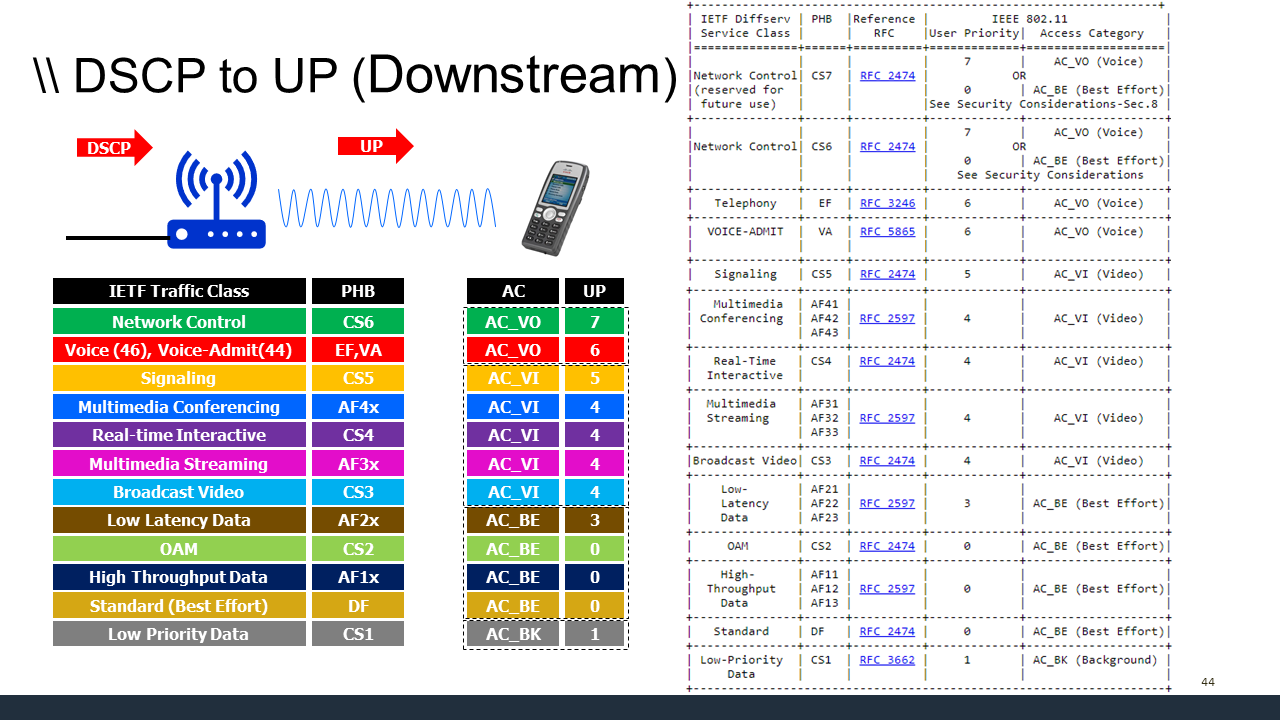 \\ DSCP to UP (Downstream)
DSCP
UP
IETF Traffic Class PHB AC UP
Network Control CS6 AC_VO 7
Voice (46), Voice-Admit(44) EF,VA AC_VO 6
Signaling CS5 AC_VI 5
Multimedia Conferencing AF4x AC_VI 4
Real-time Interactive CS4 AC_VI 4
Multimedia Streaming AF3x AC_VI 4
Broadcast Video CS3 AC_VI 4
Low Latency Data AF2x AC_BE 3
OAM CS2 AC_BE 0
High Throughput Data AF1x AC_BE 0
Standard (Best Effort) DF AC_BE 0
Low Priority Data CS1 AC_BK 1
IETF Diffserv | PHB |Reference | IEEE 802.11
Service Class | | RFC |User Priority| Access Category
7 | AC_VO (Voice)
Network Control| CS7 | RFC 2474 | OR
(reserved for | | | 0 | AC_BE (Best Effort)|
future use) | | |See Security Considerations-Sec.8 |
7 | AC_VO (Voice)
Network Control| CS6 | RFC 2474 | OR
0 | AC_BE (Best Effort)|
See Security Considerations
Telephony | EF | RFC 3246 | 6 | AC_VO (Voice)
VOICE-ADMIT | VA | RFC 5865 | 6 | AC_VO (Voice)
Signaling | CS5 | RFC 2474 | 5 | AC_VI (Video)
Multimedia | AF41 |
Conferencing | AF42 | RFC 2597 | 4 | AC_VI (Video)
AF43 |
Real-Time | CS4 | RFC 2474 | 4 | AC_VI (Video)
Interactive
Multimedia | AF31 |
Streaming | AF32 | RFC 2597 | 4 | AC_VI (Video)
AF33 |
Broadcast Video| CS3 | RFC 2474 | 4 | AC_VI (Video)
Low- | AF21 |
Latency | AF22 | RFC 2597 | 3 | AC_BE (Best Effort)|
Data | AF23 |
OAM | CS2 | RFC 2474 | 0 | AC_BE (Best Effort)|
High- | AF11 |
Throughput | AF12 | RFC 2597 | 0 | AC_BE (Best Effort)|
Data | AF13 |
Standard | DF | RFC 2474 | 0 | AC_BE (Best Effort)|
Low-Priority | CS1 | RFC 3662 | 1 | AC_BK (Background) |
Data
44